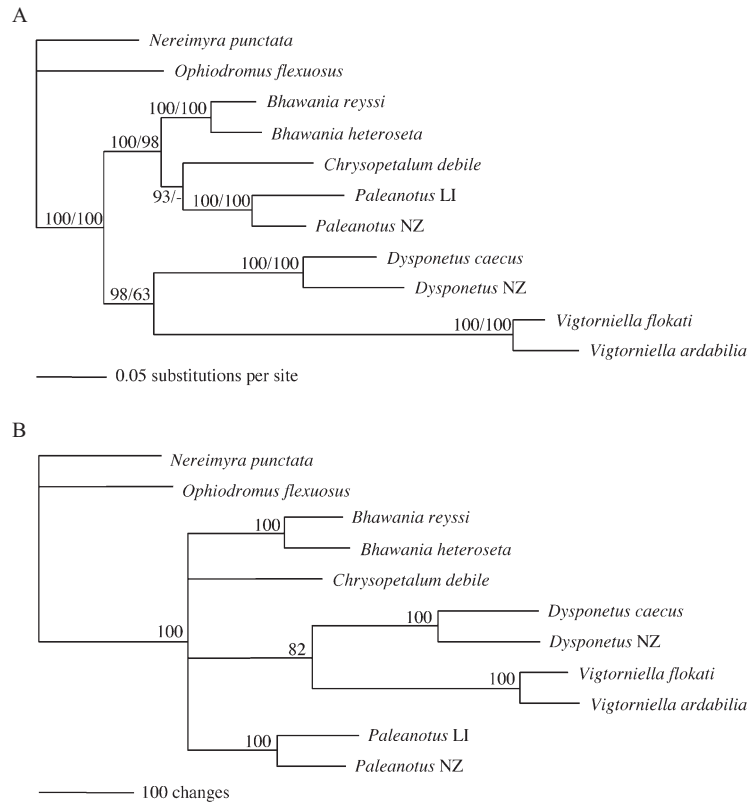 A
Nereimyra punctata
Ophiodromus flexuosus
Bhawania reyssi
100/100
Bhawania heteroseta
100/98
Chrysopetalum debile
93/-
100/100
Paleanotus LI
Paleanotus NZ
100/100
Dysponetus caecus
100/100
Dysponetus NZ
98/63
Vigtorniella flokati
100/100
Vigtorniella ardabilia
0.05 substitutions per site
B
Nereimyra punctata
Ophiodromus flexuosus
Bhawania reyssi
100
Bhawania heteroseta
Chrysopetalum debile
Dysponetus caecus
100
100
Dysponetus NZ
82
Vigtorniella flokati
100
Vigtorniella ardabilia
Paleanotus LI
100
Paleanotus NZ
100 changes